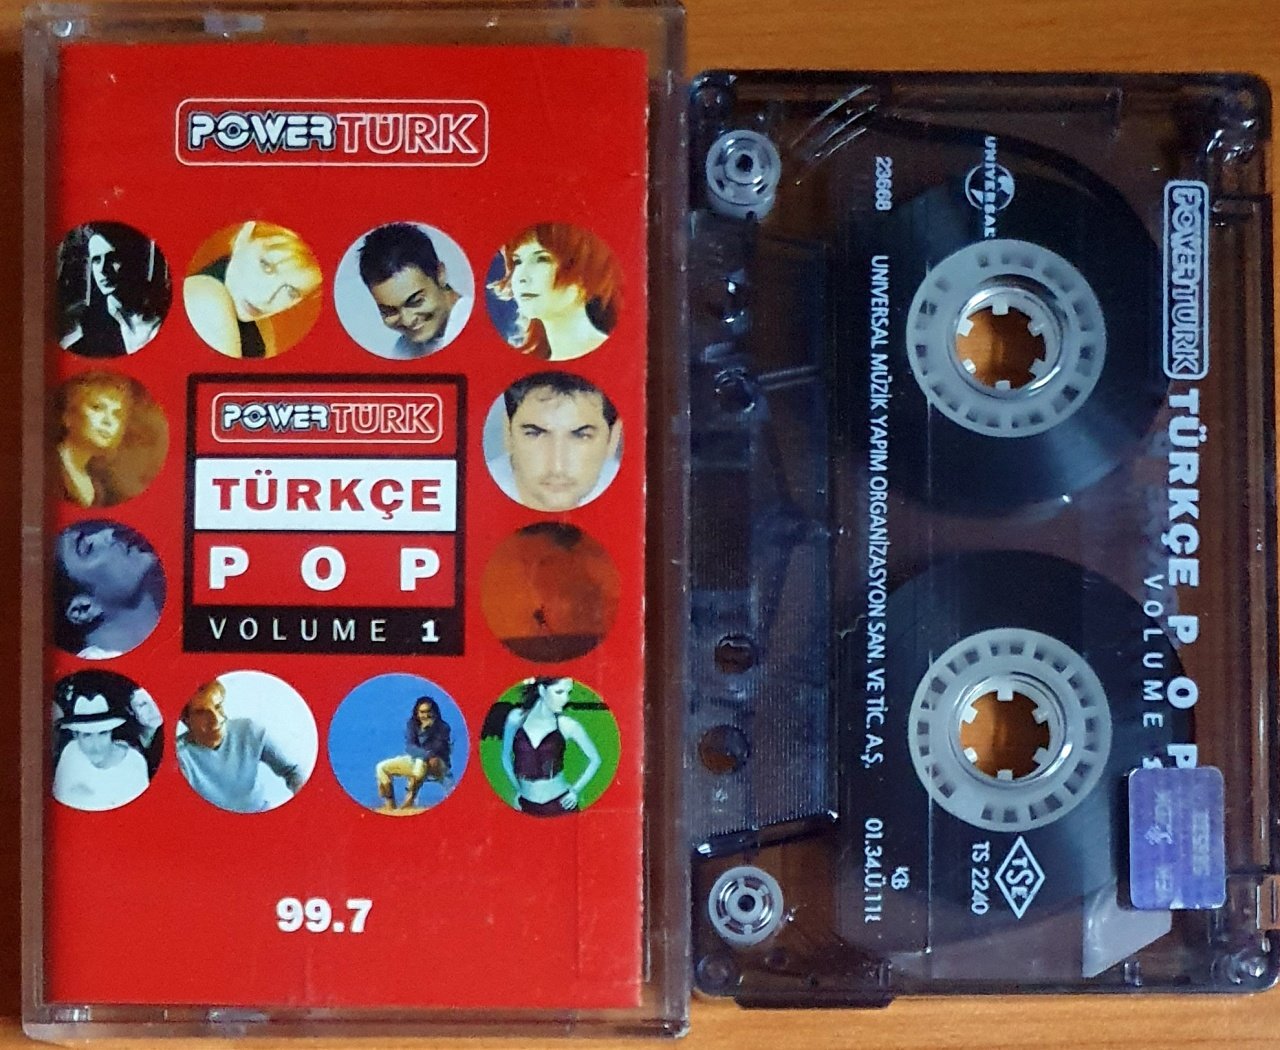 POWERTÜRK
POWERTÜRK
TÜRKÇE
POP
VOLUME 1
99.7
POWERTÜRK TÜRKÇE POP
VOLUME 1
UNIVERSAL
23668 UNIVERSAL MÜZİK YAPIM ORGANİZASYON SAN. VE TİC. A.Ş. 01.34.Ü.11
KB
TSE
TS 2240